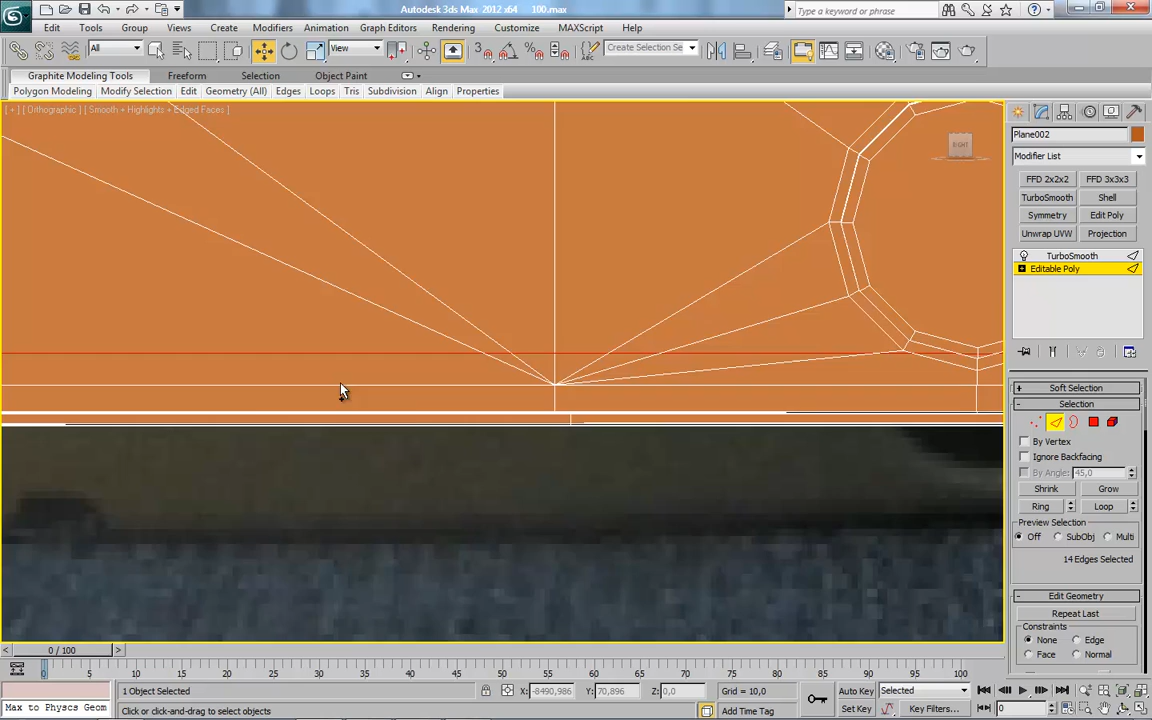 Autodesk 3ds Max 2012 x64 100.max
Type a keyword or phrase
Edit Tools Group Views Create Modifiers Animation Graph Editors Rendering Customize MAXScript Help
All
View
Create Selection Se
Graphite Modeling Tools Freeform Selection Object Paint
Polygon Modeling Modify Selection Edit Geometry (All) Edges Loops Tris Subdivision Align Properties
[ + ] [ Orthographic ] [ Smooth + Highlights + Edged Faces ]
RIGHT
Plane002
Modifier List
FFD 2x2x2 FFD 3x3x3
TurboSmooth Shell
Symmetry Edit Poly
Unwrap UVW Projection
TurboSmooth
Editable Poly
+ Soft Selection
- Selection
By Vertex
Ignore Backfacing
By Angle: 45,0
Shrink Grow
Ring Loop
Preview Selection
Off SubObj Multi
14 Edges Selected
- Edit Geometry
Repeat Last
Constraints
None Edge
Face Normal
< 0 / 100 >
0 5 10 15 20 25 30 35 40 45 50 55 60 65 70 75 80 85 90 95 100
1 Object Selected X: -8490,986 Y: 70,896 Z: 0,0 Grid = 10,0 Auto Key Selected
Max to Physcs Geom Click or click-and-drag to select objects Add Time Tag Set Key Key Filters... 0